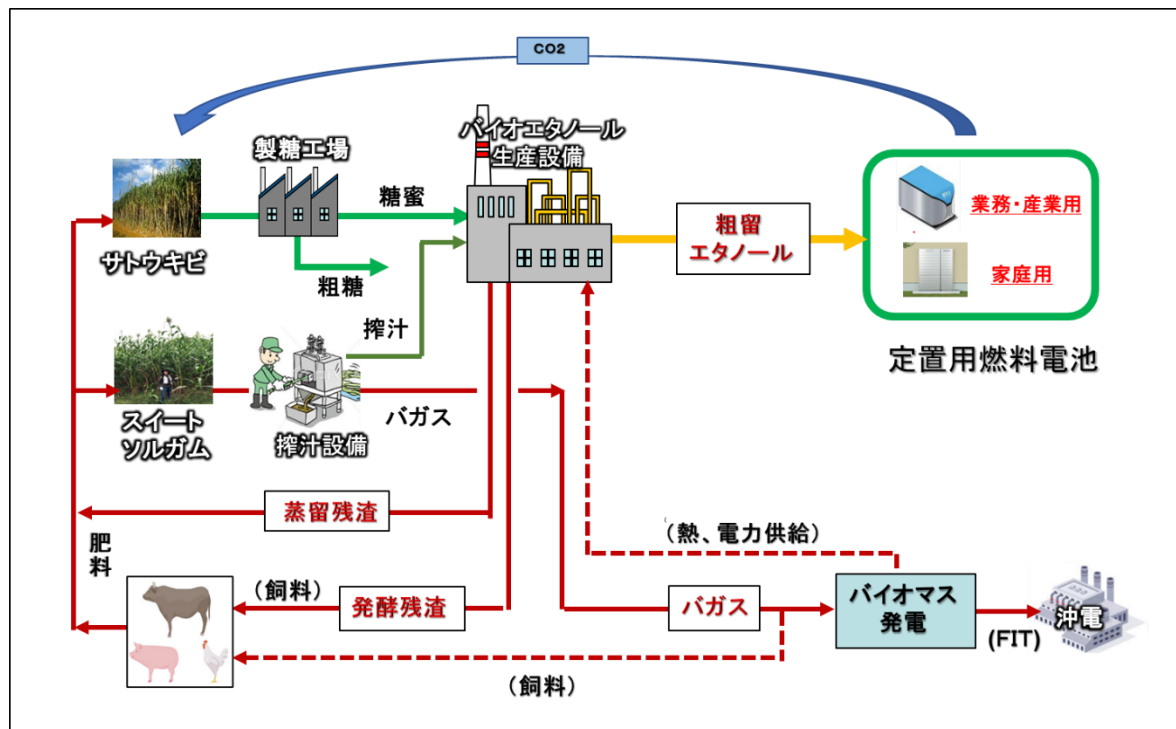 CO2
製糖工場
バイオエタノール
生産設備
糖蜜
サトウキビ
粗糖
粗留
エタノール
業務・産業用
家庭用
定置用燃料電池
搾汁
スイート
ソルガム
搾汁設備
バガス
蒸留残渣
肥料
(飼料)
発酵残渣
(熱、電力供給)
バガス
バイオマス
発電
(FIT)
沖電
(飼料)